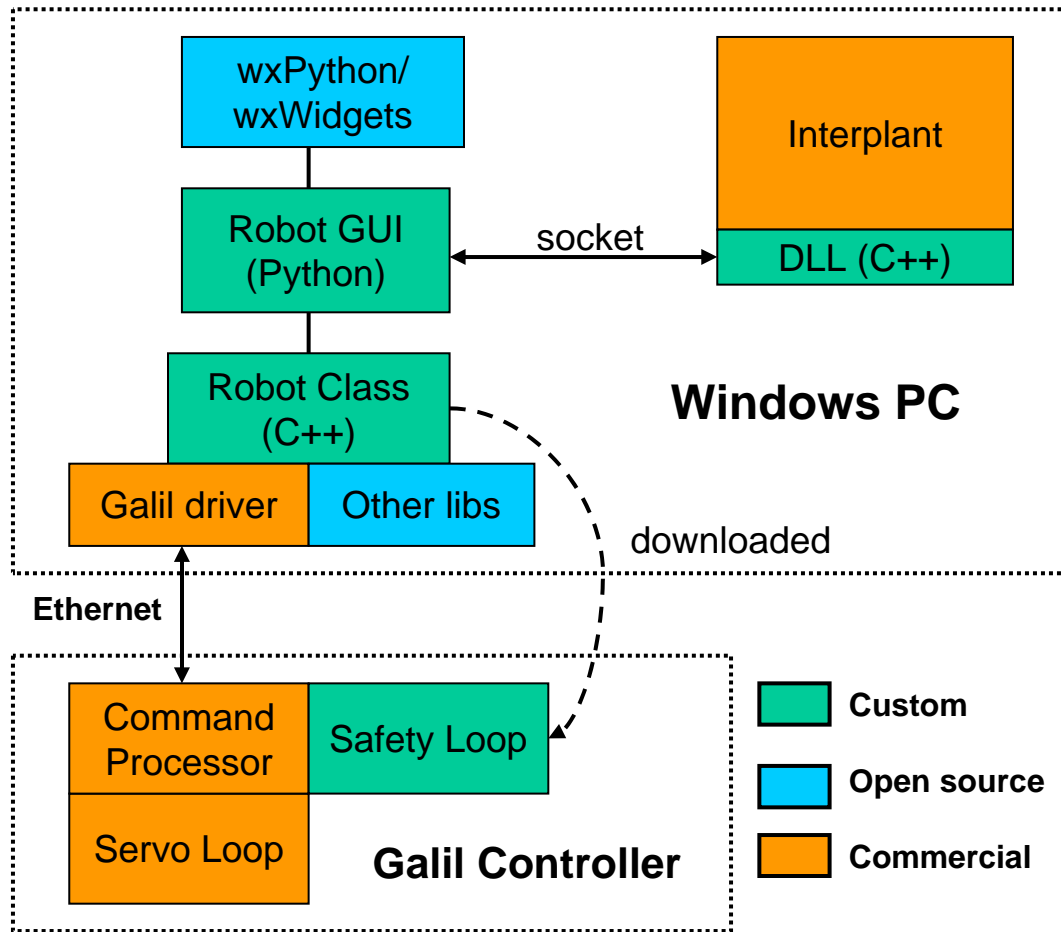 wxPython/
wxWidgets
Interplant
Robot GUI
(Python)
socket
DLL (C++)
Robot Class
(C++)
Windows PC
Galil driver
Other libs
downloaded
Ethernet
Command
Processor
Safety Loop
Servo Loop
Galil Controller
Custom
Open source
Commercial